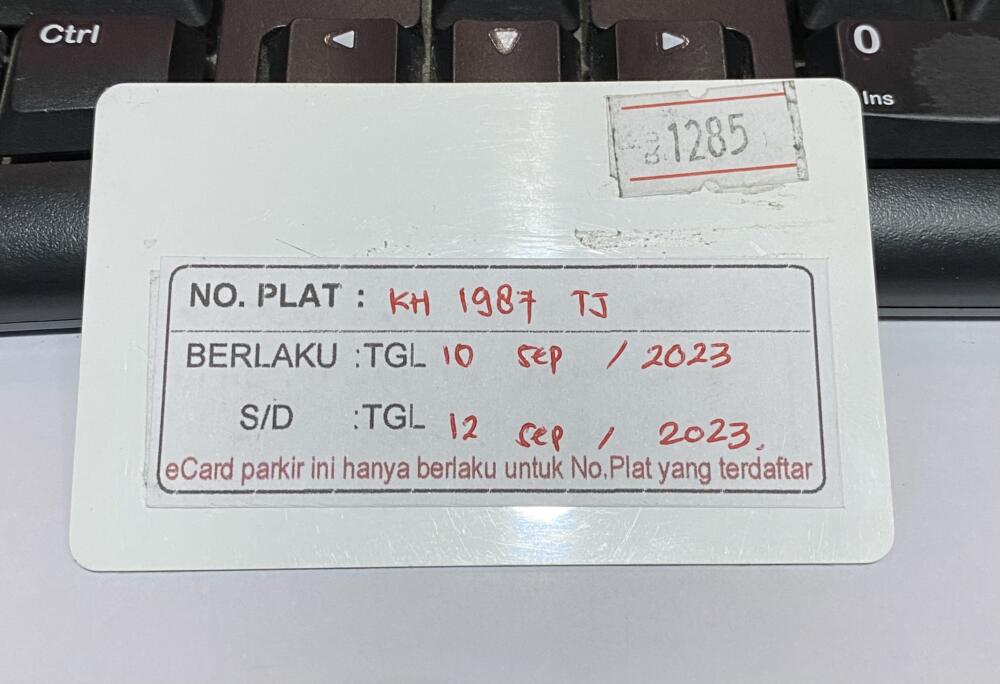 Ctrl
0
Ins
1285
NO. PLAT : KH 1987 TJ
BERLAKU :TGL 10 SEP / 2023
S/D :TGL 12 SEP / 2023.
eCard parkir ini hanya berlaku untuk No.Plat yang terdaftar